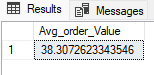 Results Messages
Avg_order_Value
1 38.3072623343546